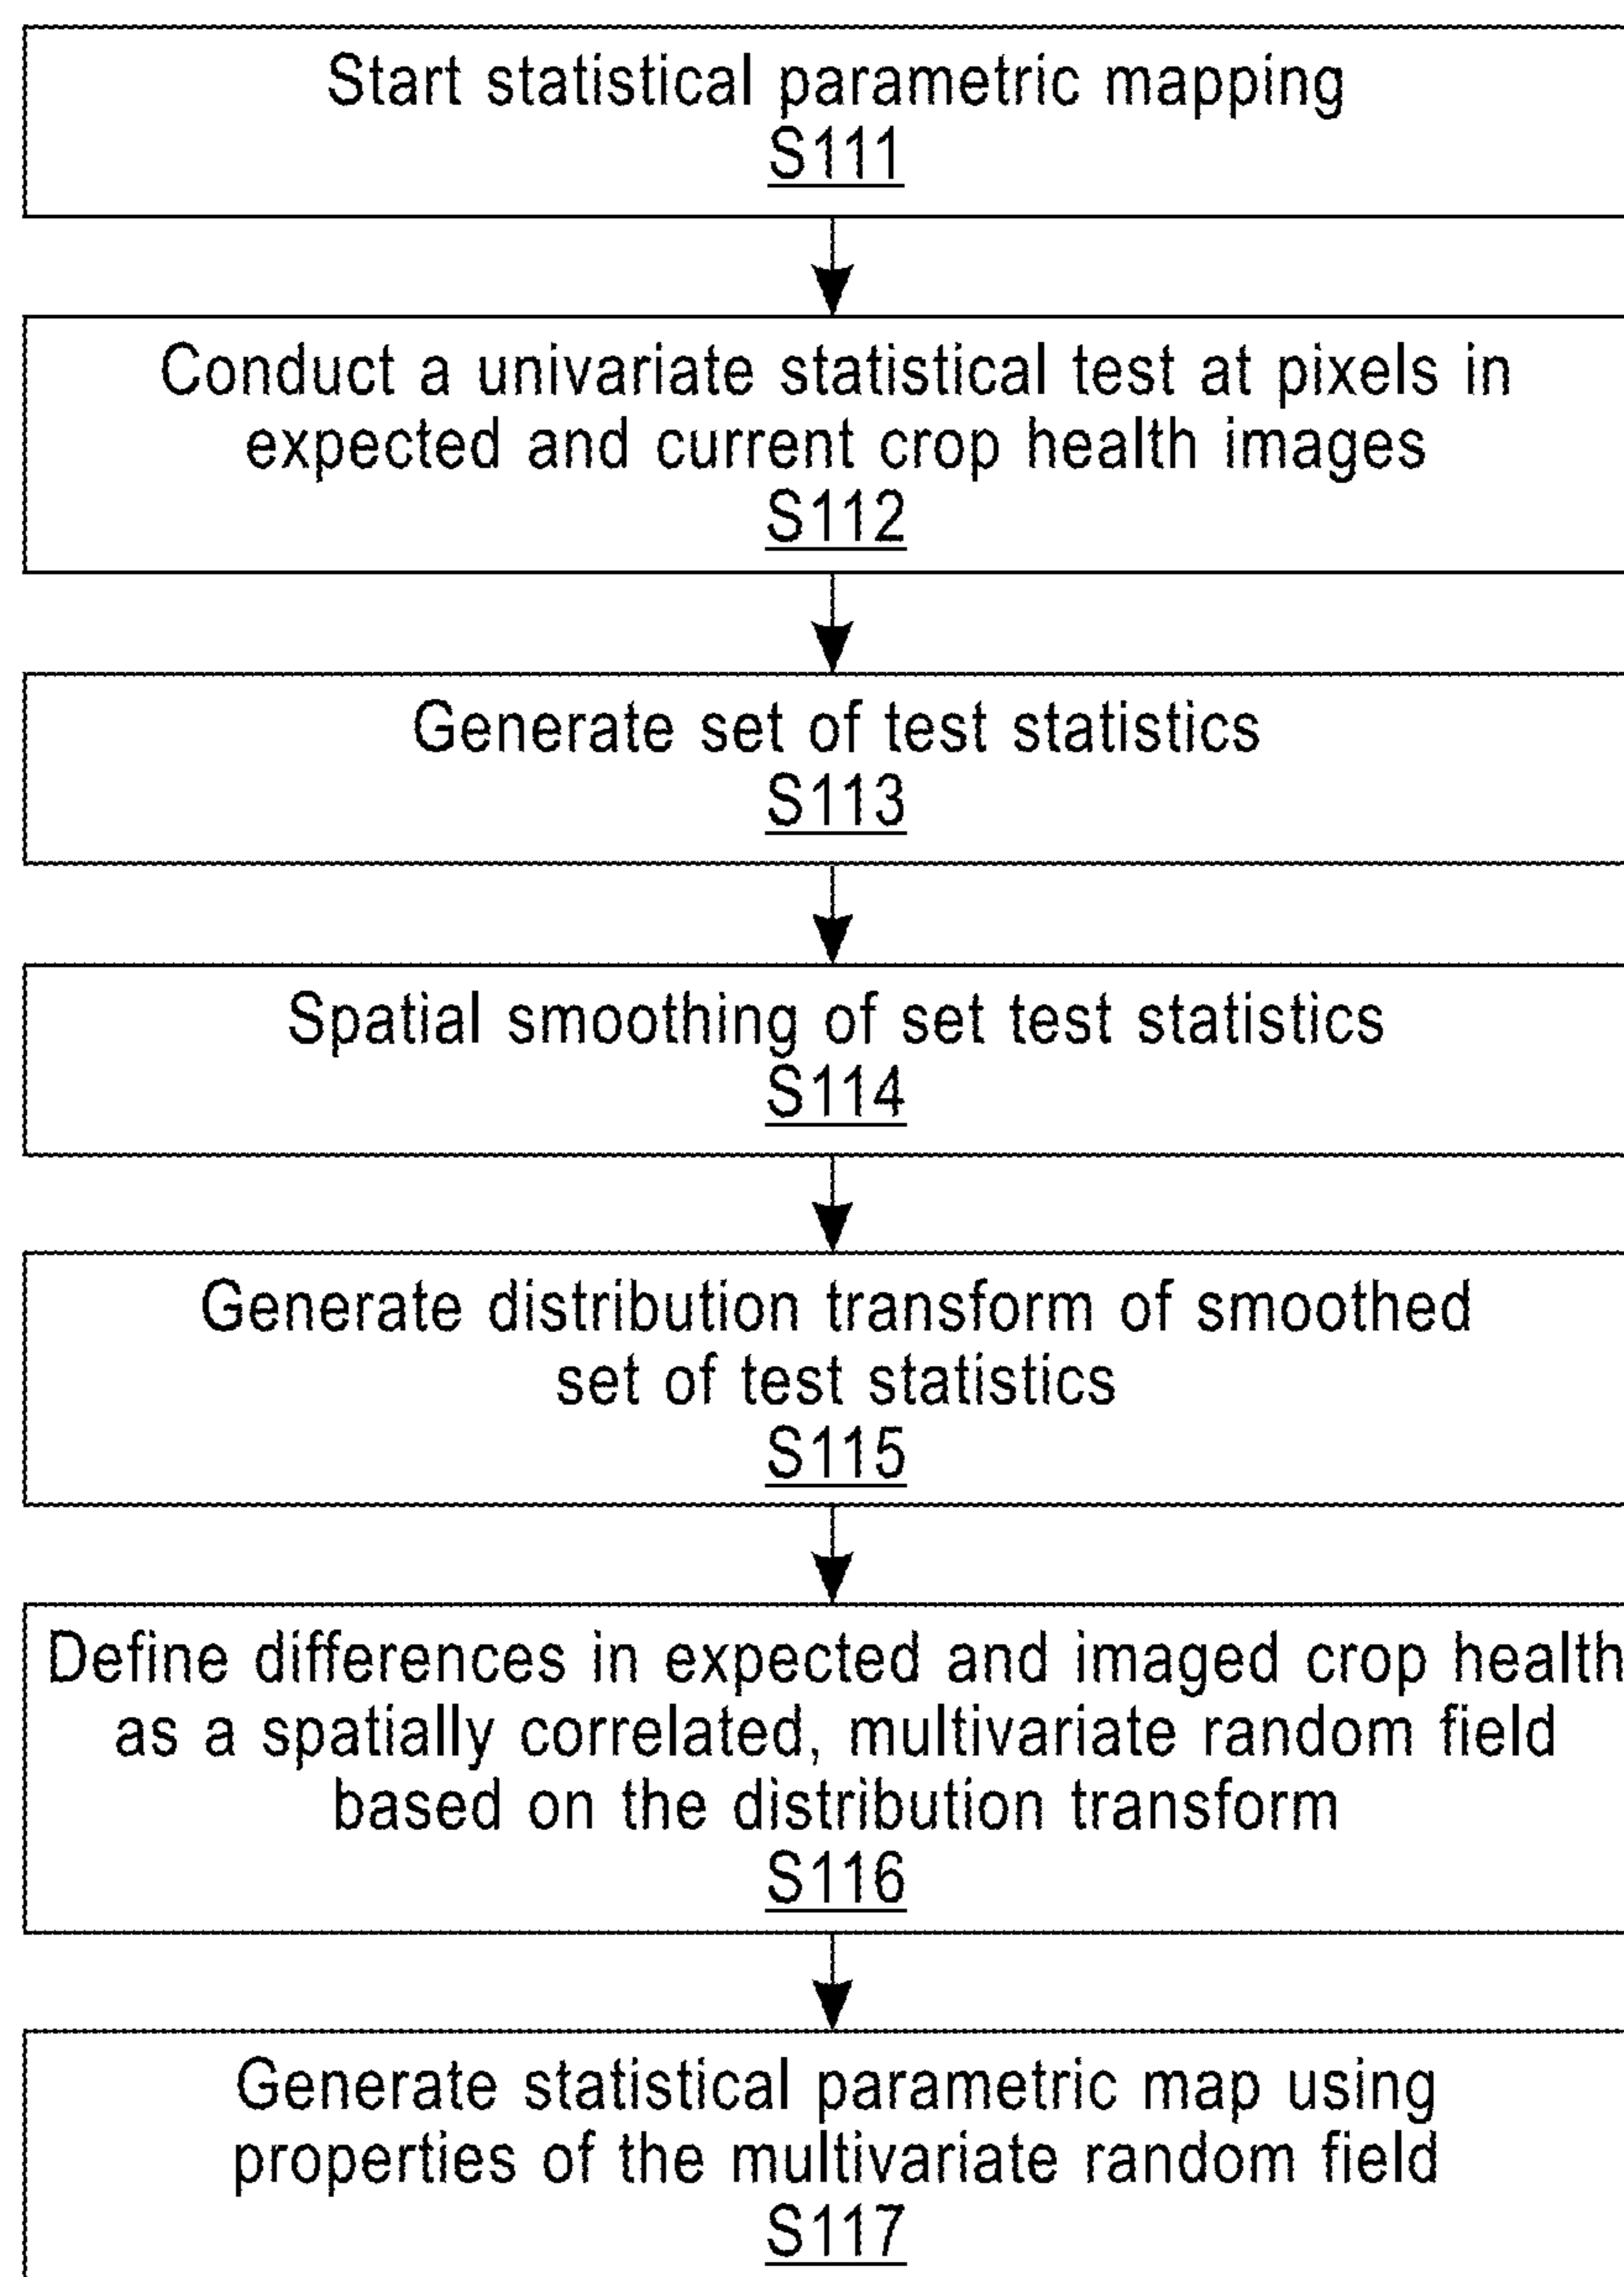 Start statistical parametric mapping
S111
Conduct a univariate statistical test at pixels in
expected and current crop health images
S112
Generate set of test statistics
S113
Spatial smoothing of set test statistics
S114
Generate distribution transform of smoothed
set of test statistics
S115
Define differences in expected and imaged crop health
as a spatially correlated, multivariate random field
based on the distribution transform
S116
Generate statistical parametric map using
properties of the multivariate random field
S117